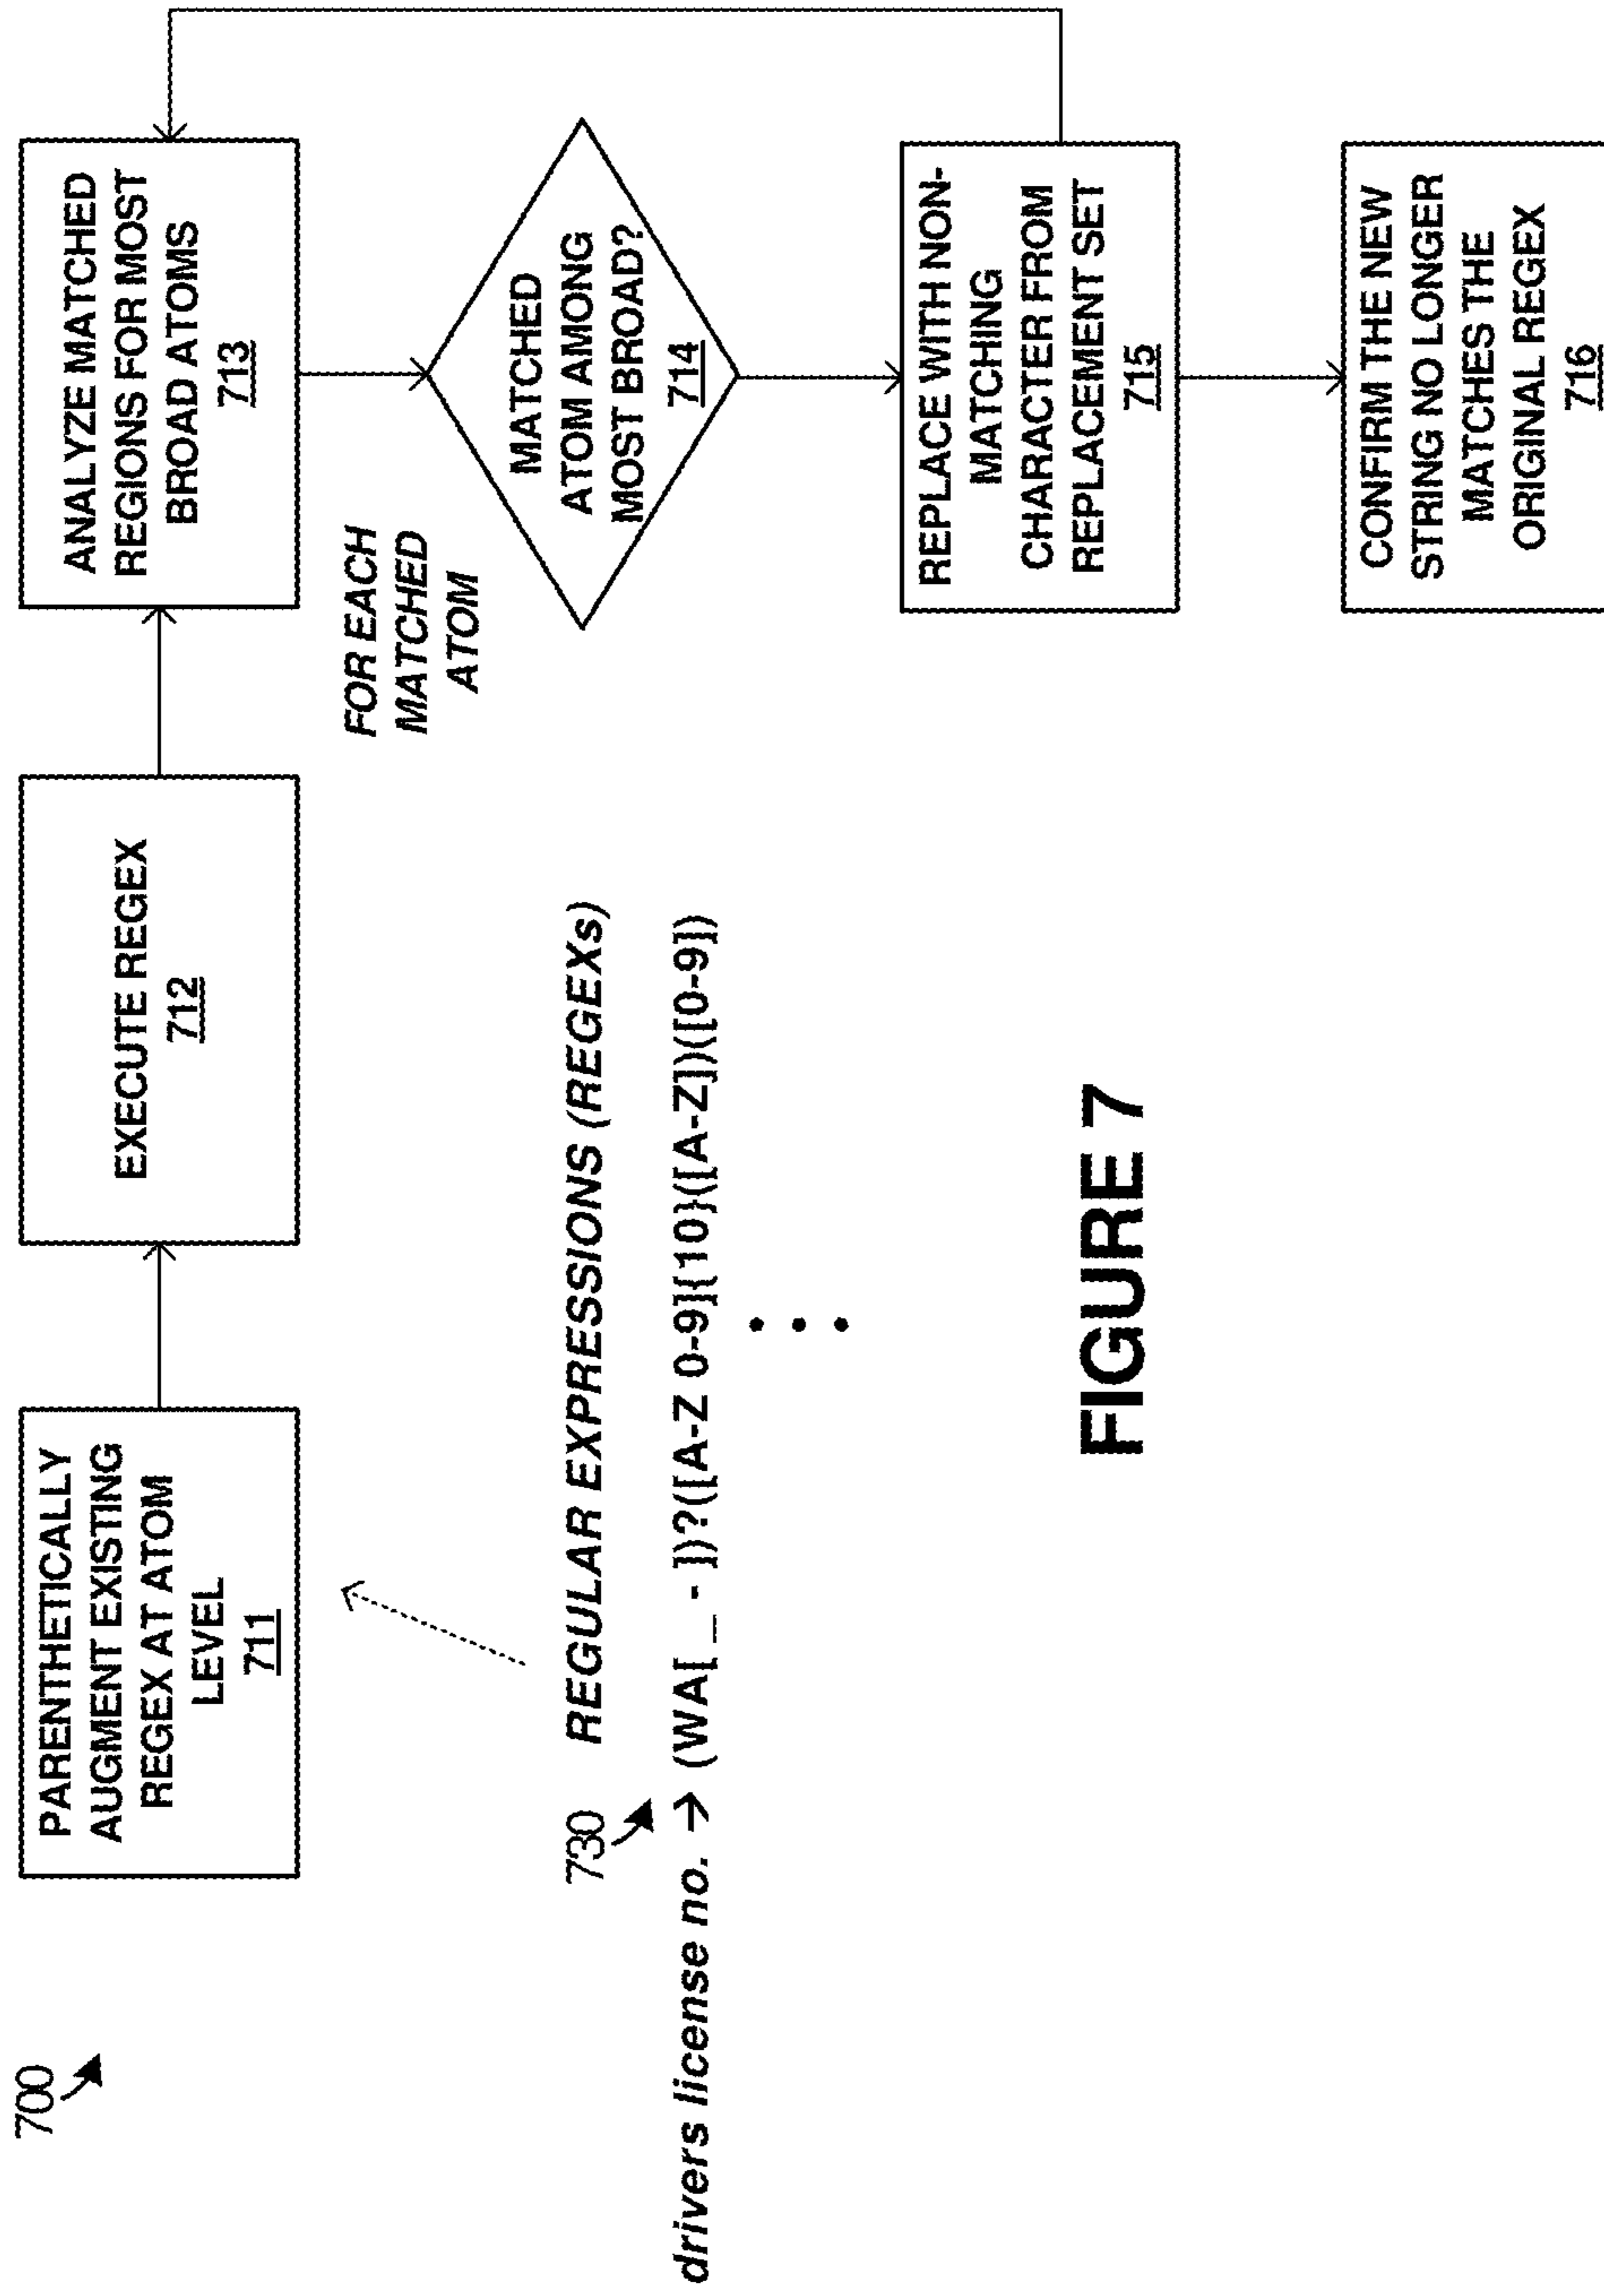 700
PARENTHETICALLY
AUGMENT EXISTING
REGEX AT ATOM
LEVEL
711
EXECUTE REGEX
712
ANALYZE MATCHED
REGIONS FOR MOST
BROAD ATOMS
713
FOR EACH
MATCHED
ATOM
MATCHED
ATOM AMONG
MOST BROAD?
714
REPLACE WITH NON-
MATCHING
CHARACTER FROM
REPLACEMENT SET
715
CONFIRM THE NEW
STRING NO LONGER
MATCHES THE
ORIGINAL REGEX
716
730 REGULAR EXPRESSIONS (REGEXs)
drivers license no. → (WA[ _ - ])?([A-Z 0-9]{10}([A-Z])([0-9])
FIGURE 7